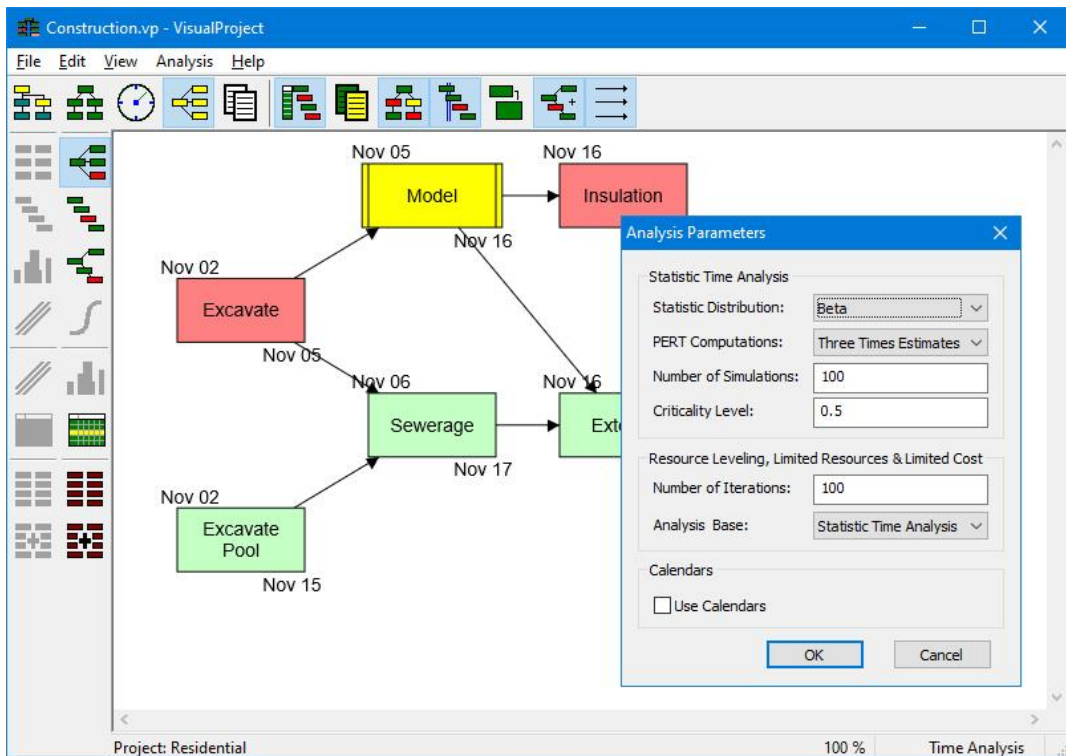 Construction.vp - VisualProject
File Edit View Analysis Help
Nov 05
Nov 16
Model
Insulation
Nov 16
Nov 02
Excavate
Nov 05
Nov 06
Nov 16
Sewerage
Exte
Nov 17
Nov 02
Excavate
Pool
Nov 15
Analysis Parameters
Statistic Time Analysis
Statistic Distribution: Beta
PERT Computations: Three Times Estimates
Number of Simulations: 100
Criticality Level: 0.5
Resource Leveling, Limited Resources & Limited Cost
Number of Iterations: 100
Analysis Base: Statistic Time Analysis
Calendars
Use Calendars
OK Cancel
Project: Residential 100 % Time Analysis